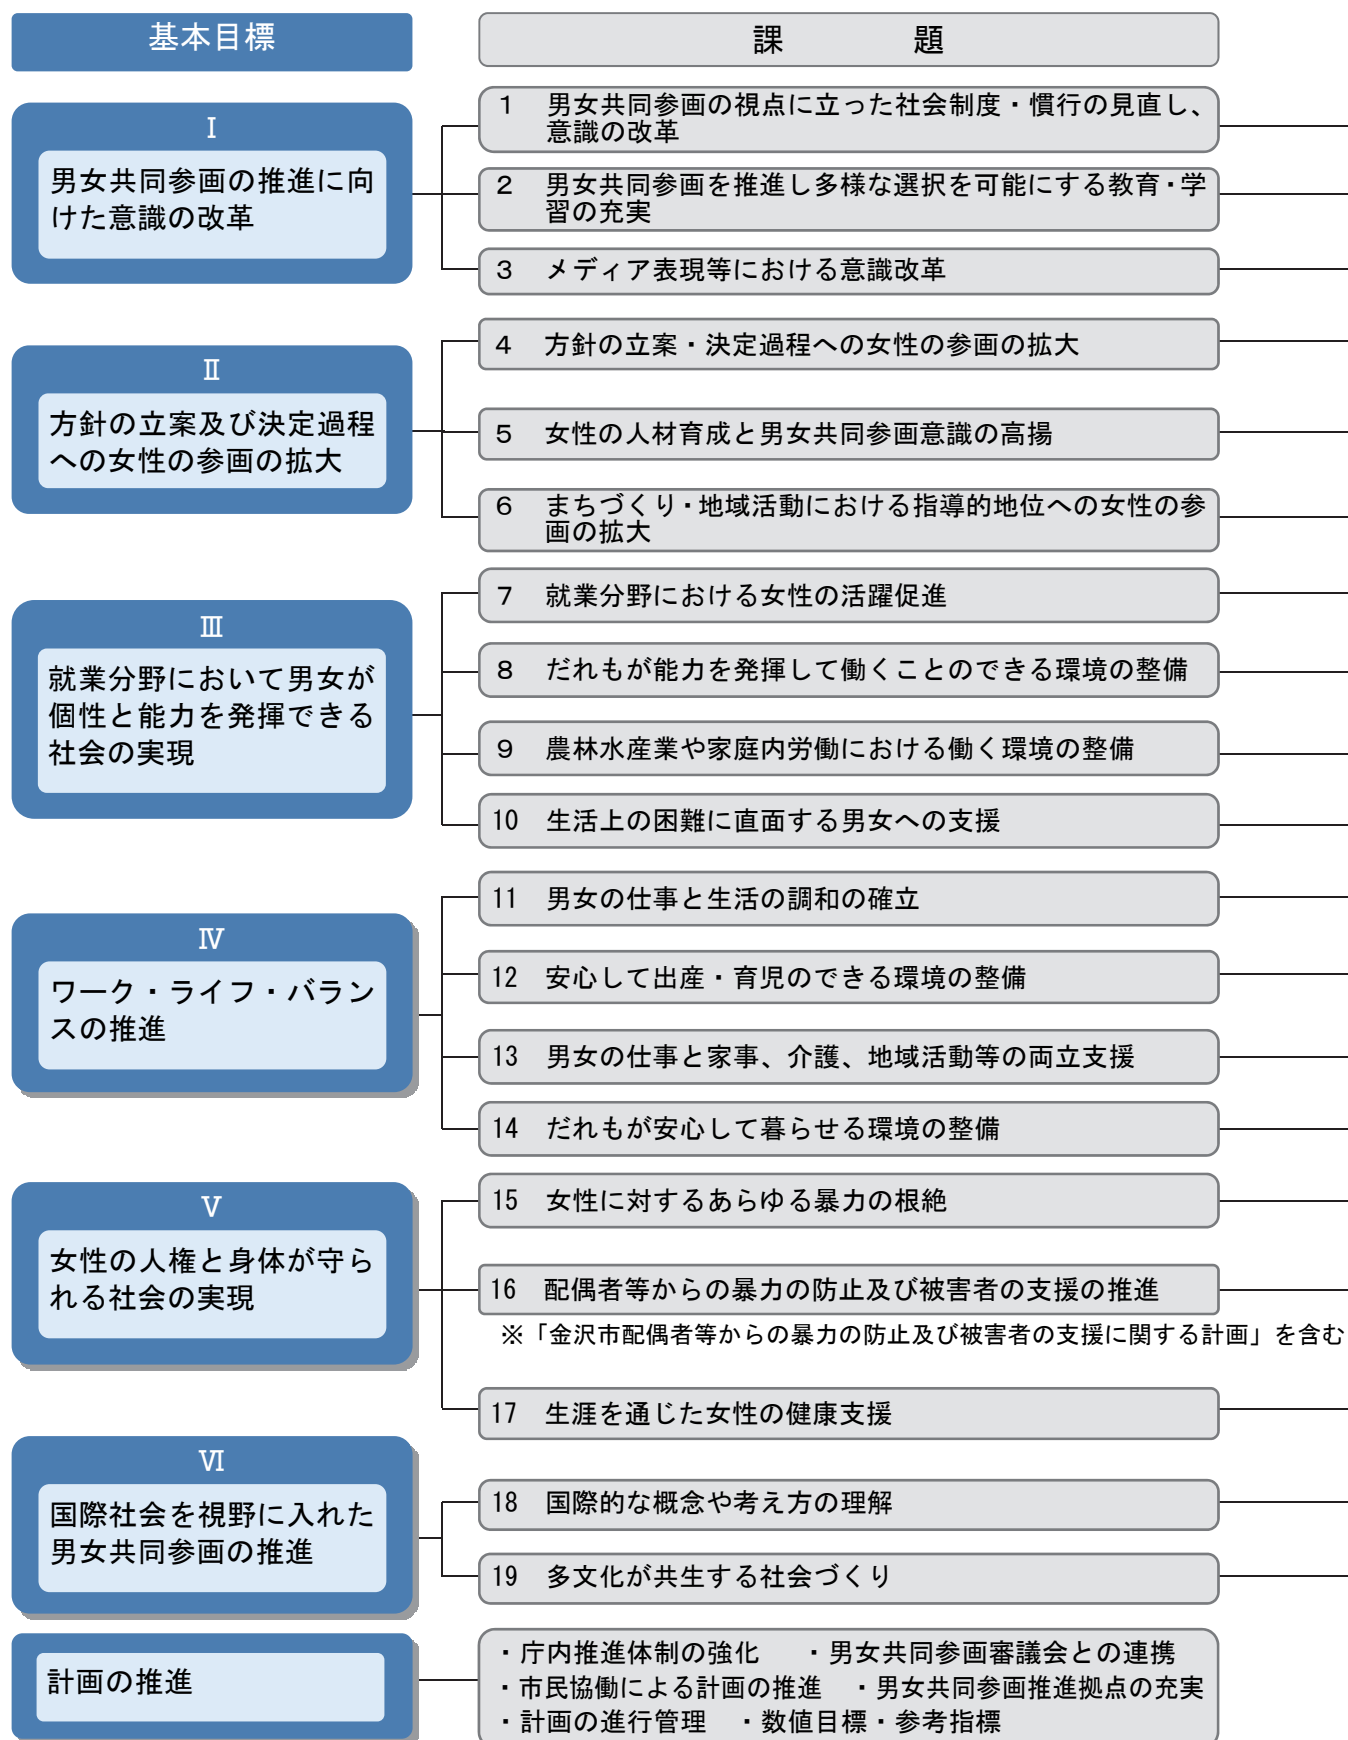 基本目標
課　題
Ⅰ
男女共同参画の推進に向
けた意識の改革
1　男女共同参画の視点に立った社会制度・慣行の見直し、
意識の改革
2　男女共同参画を推進し多様な選択を可能にする教育・学
習の充実
3　メディア表現等における意識改革
Ⅱ
方針の立案及び決定過程
への女性の参画の拡大
4　方針の立案・決定過程への女性の参画の拡大
5　女性の人材育成と男女共同参画意識の高揚
6　まちづくり・地域活動における指導的地位への女性の参
画の拡大
Ⅲ
就業分野において男女が
個性と能力を発揮できる
社会の実現
7　就業分野における女性の活躍促進
8　だれもが能力を発揮して働くことのできる環境の整備
9　農林水産業や家庭内労働における働く環境の整備
10　生活上の困難に直面する男女への支援
Ⅳ
ワーク・ライフ・バラン
スの推進
11　男女の仕事と生活の調和の確立
12　安心して出産・育児のできる環境の整備
13　男女の仕事と家事、介護、地域活動等の両立支援
14　だれもが安心して暮らせる環境の整備
Ⅴ
女性の人権と身体が守ら
れる社会の実現
15　女性に対するあらゆる暴力の根絶
16　配偶者等からの暴力の防止及び被害者の支援の推進
※「金沢市配偶者等からの暴力の防止及び被害者の支援に関する計画」を含む
17　生涯を通じた女性の健康支援
Ⅵ
国際社会を視野に入れた
男女共同参画の推進
18　国際的な概念や考え方の理解
19　多文化が共生する社会づくり
計画の推進
・庁内推進体制の強化　・男女共同参画審議会との連携
・市民協働による計画の推進　・男女共同参画推進拠点の充実
・計画の進行管理　・数値目標・参考指標